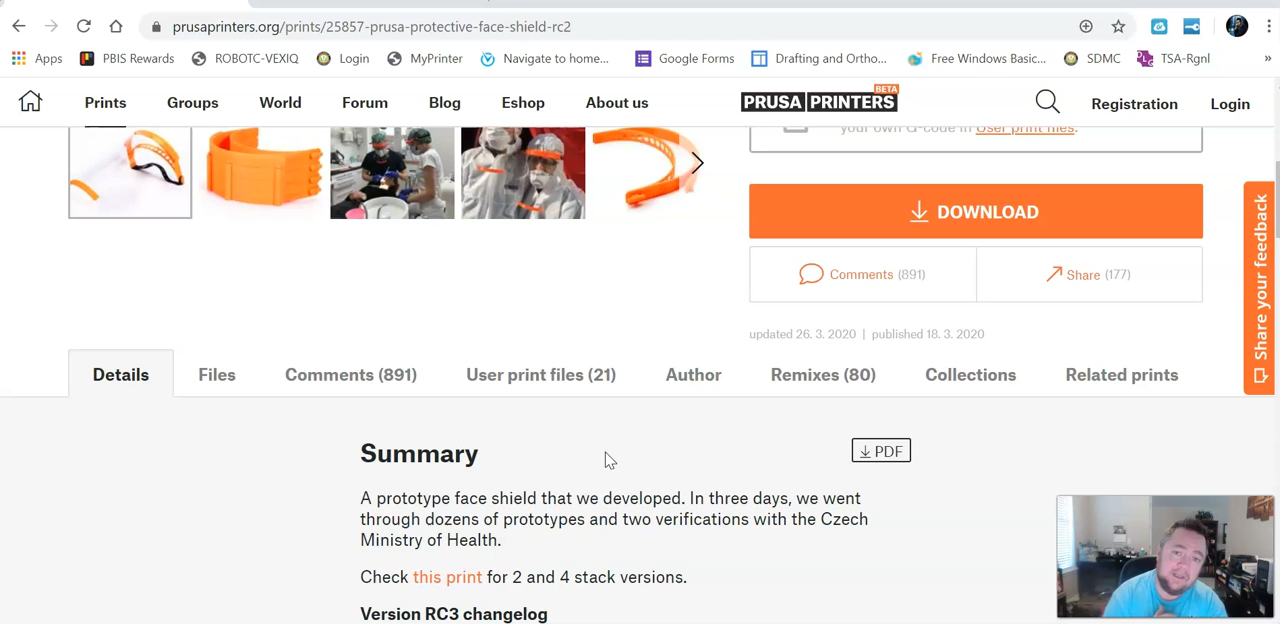 prusaprinters.org/prints/25857-prusa-protective-face-shield-rc2
Apps PBIS Rewards ROBOTC-VEXIQ Login MyPrinter Navigate to home... Google Forms Drafting and Ortho... Free Windows Basic... SDMC TSA-Rgnl »
Prints Groups World Forum Blog Eshop About us PRUSA PRINTERS BETA Registration Login
your own G-code in User print files.
DOWNLOAD
Comments (891) Share (177)
updated 26. 3. 2020 | published 18. 3. 2020
Share your feedback
Details Files Comments (891) User print files (21) Author Remixes (80) Collections Related prints
Summary PDF
A prototype face shield that we developed. In three days, we went
through dozens of prototypes and two verifications with the Czech
Ministry of Health.
Check this print for 2 and 4 stack versions.
Version RC3 changelog